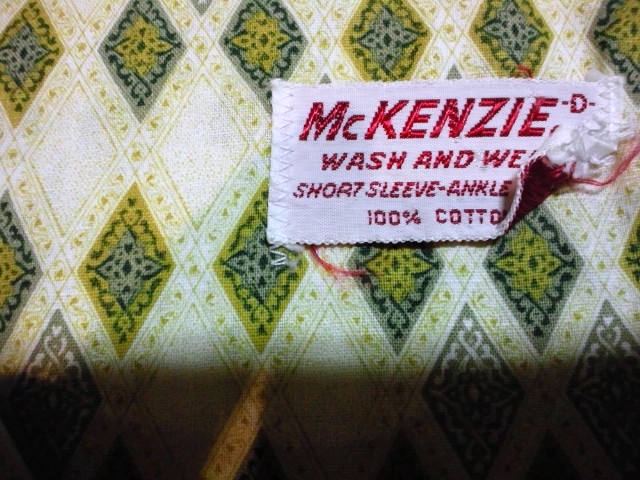 McKENZIE -D-
WASH AND WE
SHORT SLEEVE-ANKLE
100% COTTO